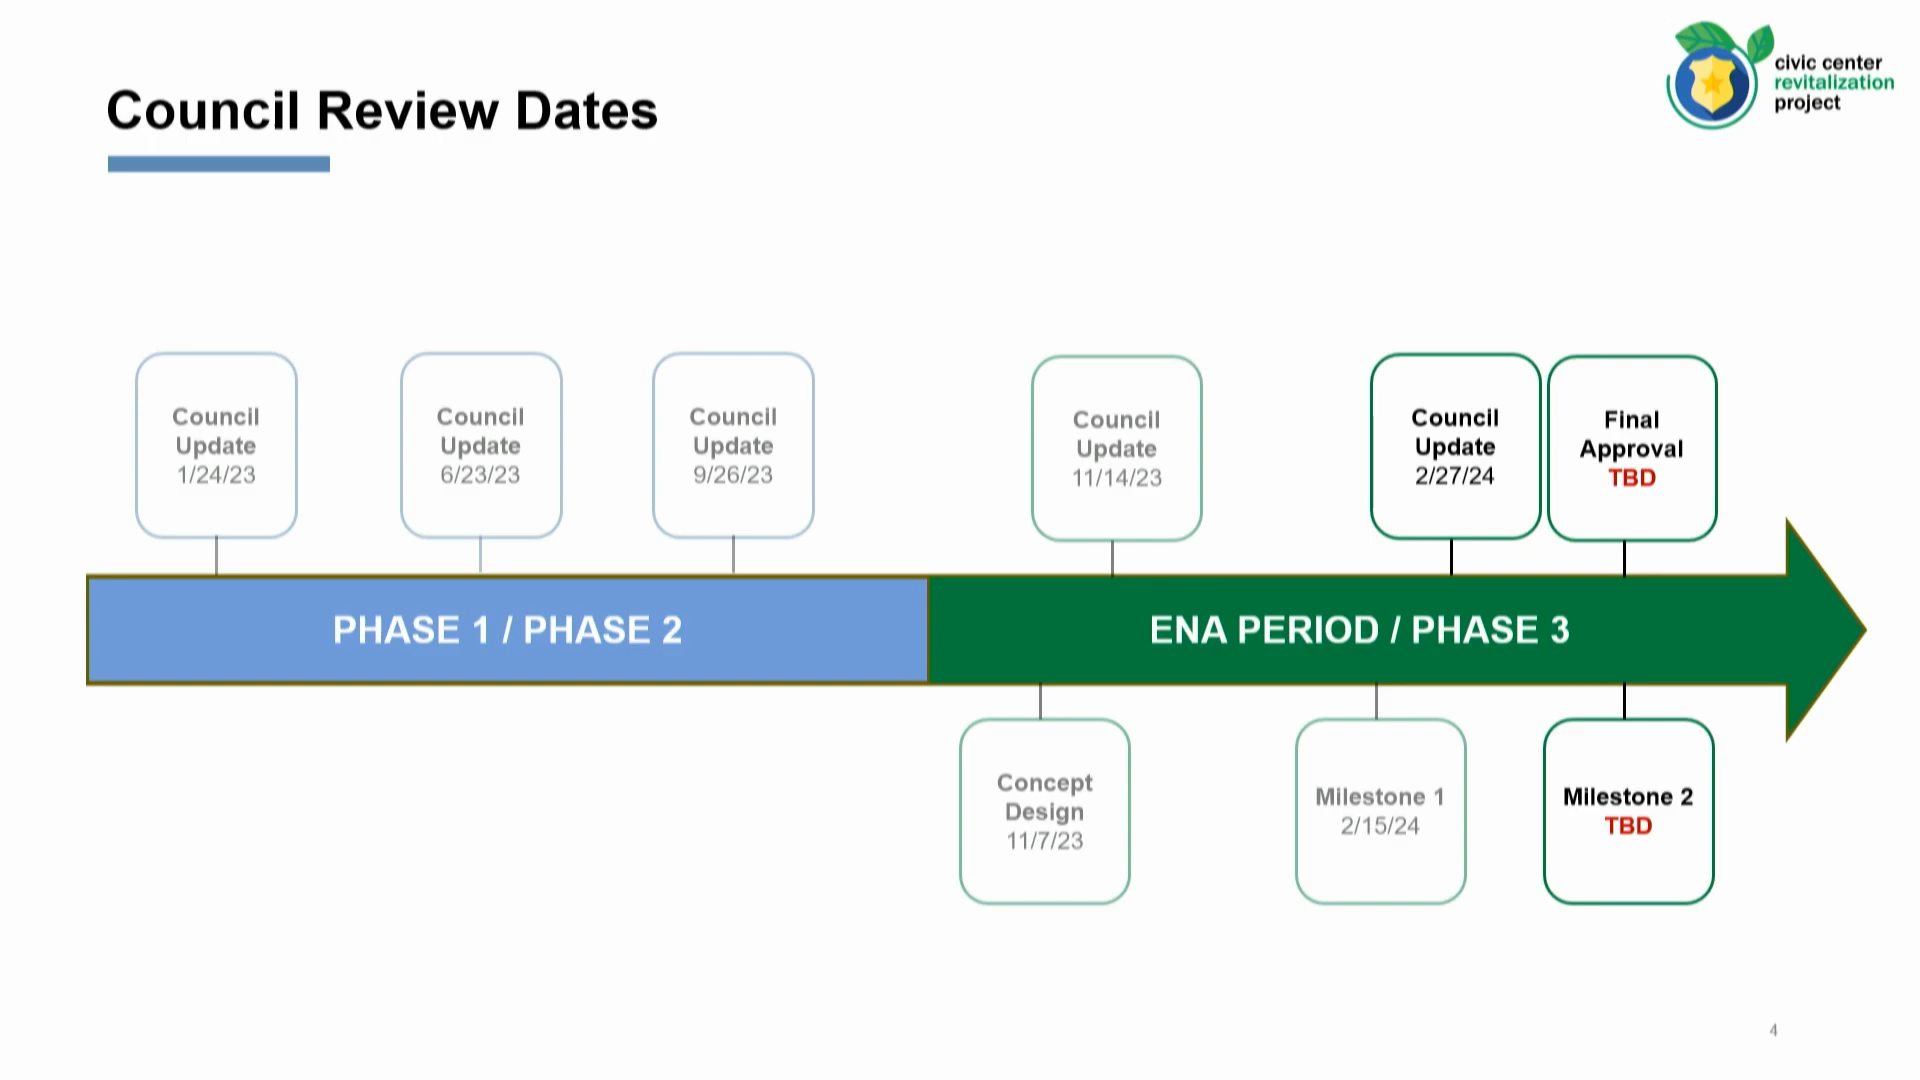 Council Review Dates
civic center
revitalization
project
Council
Update
1/24/23
Council
Update
6/23/23
Council
Update
9/26/23
Council
Update
11/14/23
Council
Update
2/27/24
Final
Approval
TBD
PHASE 1 / PHASE 2
ENA PERIOD / PHASE 3
Concept
Design
11/7/23
Milestone 1
2/15/24
Milestone 2
TBD
4